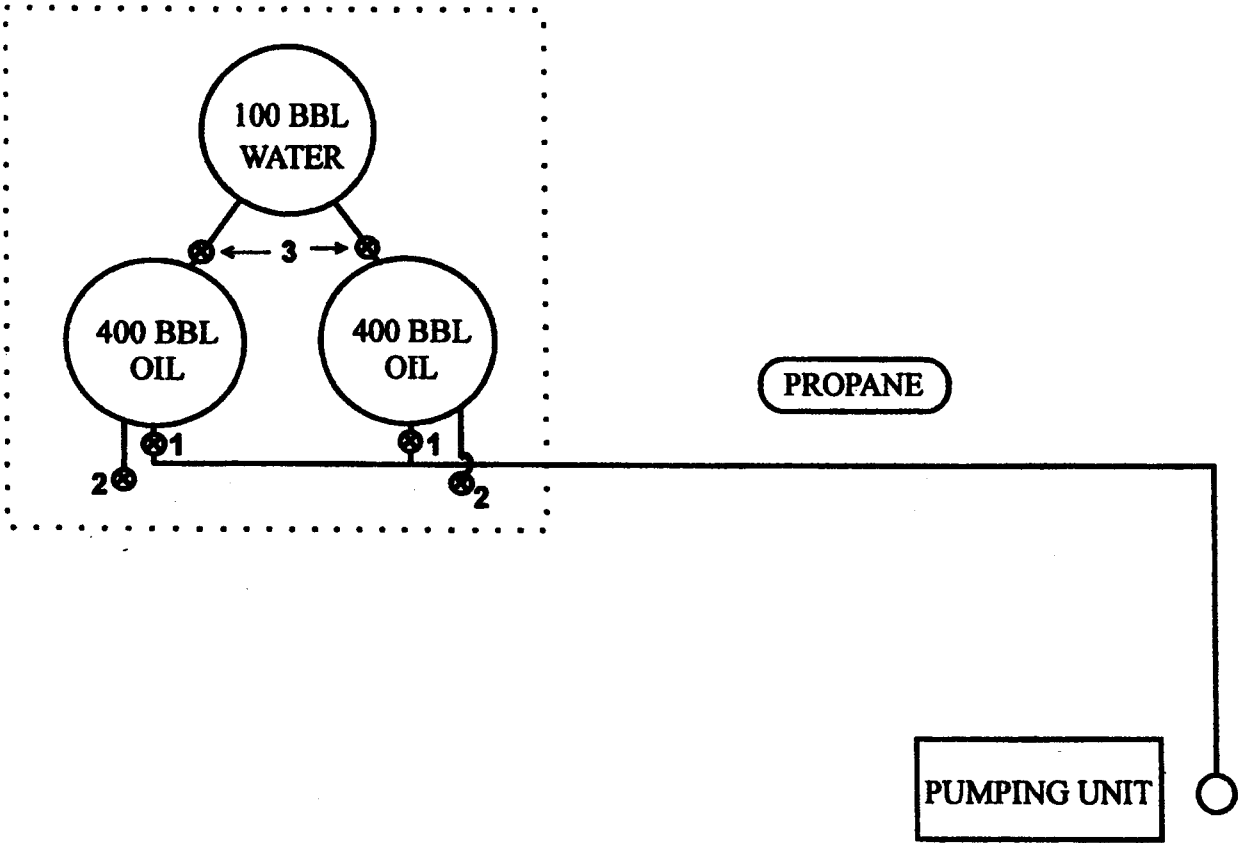 100 BBL
WATER
3
400 BBL
OIL
400 BBL
OIL
PROPANE
1
1
2
2
PUMPING UNIT